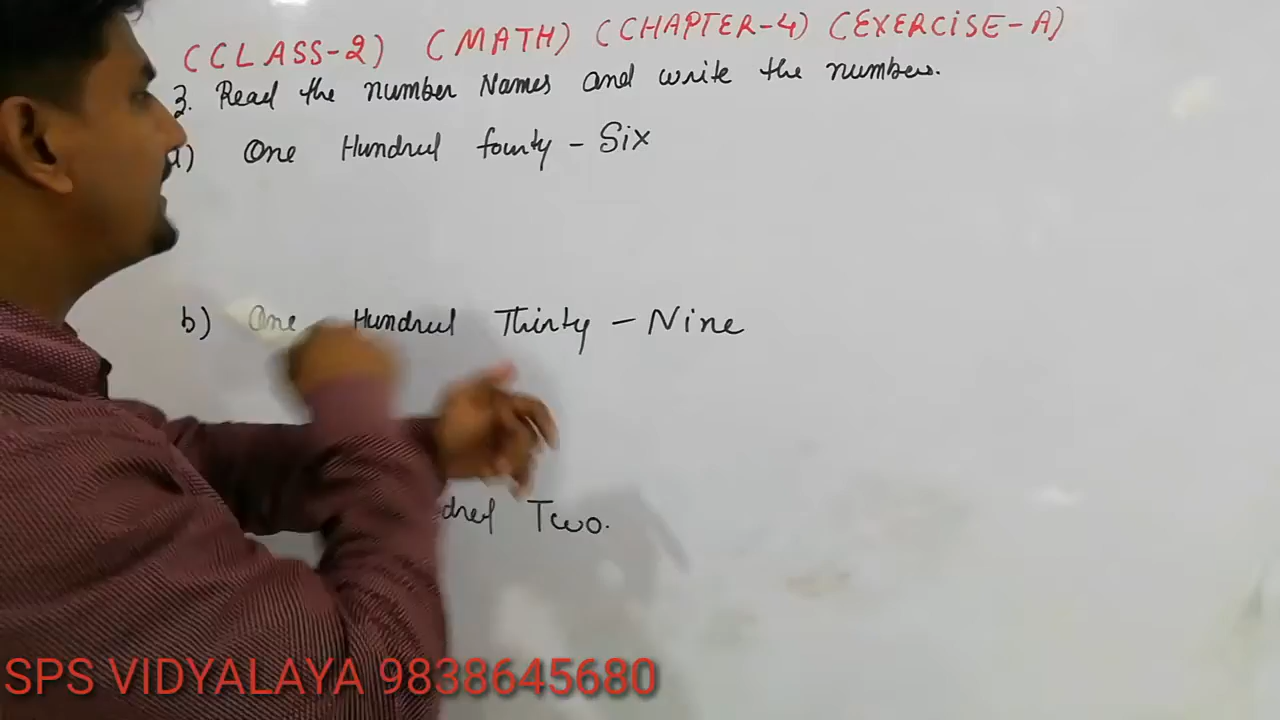 (CLASS-2) (MATH) (CHAPTER-4) (EXERCISE-A)
3. Read the number Names and write the numbers.
a) One Hundred fourty - Six
b) One Hundred Thirty - Nine
dred Two.
SPS VIDYALAYA 9838645680